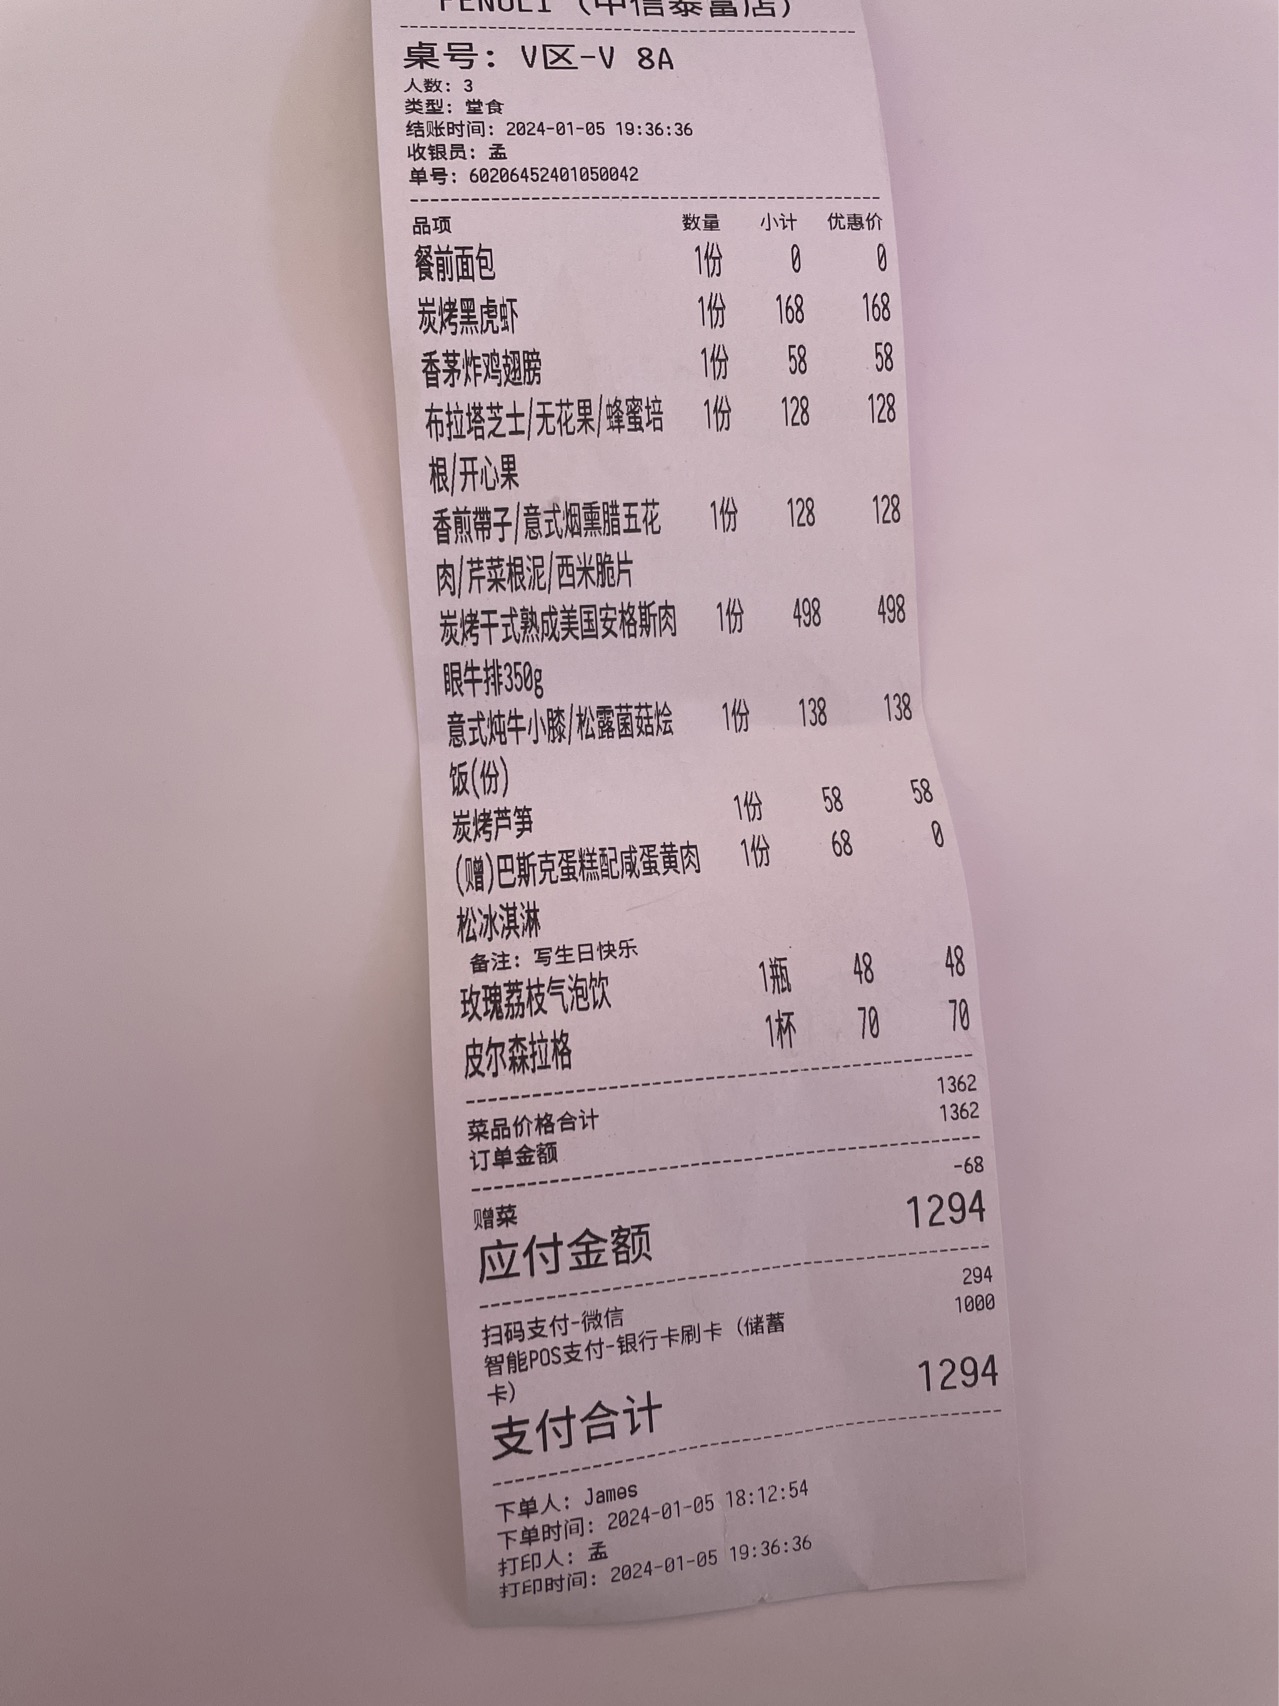 FENULI (中信泰富店)
桌号: V区-V 8A
人数: 3
类型: 堂食
结账时间: 2024-01-05 19:36:36
收银员: 孟
单号: 60206452401050042
品项 数量 小计 优惠价
餐前面包 1份 0 0
炭烤黑虎虾 1份 168 168
香茅炸鸡翅膀 1份 58 58
布拉塔芝士/无花果/蜂蜜培 1份 128 128
根/开心果
香煎帶子/意式烟熏腊五花 1份 128 128
肉/芹菜根泥/西米脆片
炭烤干式熟成美国安格斯肉 1份 498 498
眼牛排350g
意式炖牛小膝/松露菌菇烩 1份 138 138
饭(份)
炭烤芦笋 1份 58 58
(赠)巴斯克蛋糕配咸蛋黄肉 1份 68 0
松冰淇淋
备注: 写生日快乐
玫瑰荔枝气泡饮 1瓶 48 48
皮尔森拉格 1杯 70 70
菜品价格合计 1362
订单金额 1362
赠菜 -68
应付金额 1294
扫码支付-微信 294
智能POS支付-银行卡刷卡 (储蓄 1000
卡)
支付合计 1294
下单人: James
下单时间: 2024-01-05 18:12:54
打印人: 孟
打印时间: 2024-01-05 19:36:36